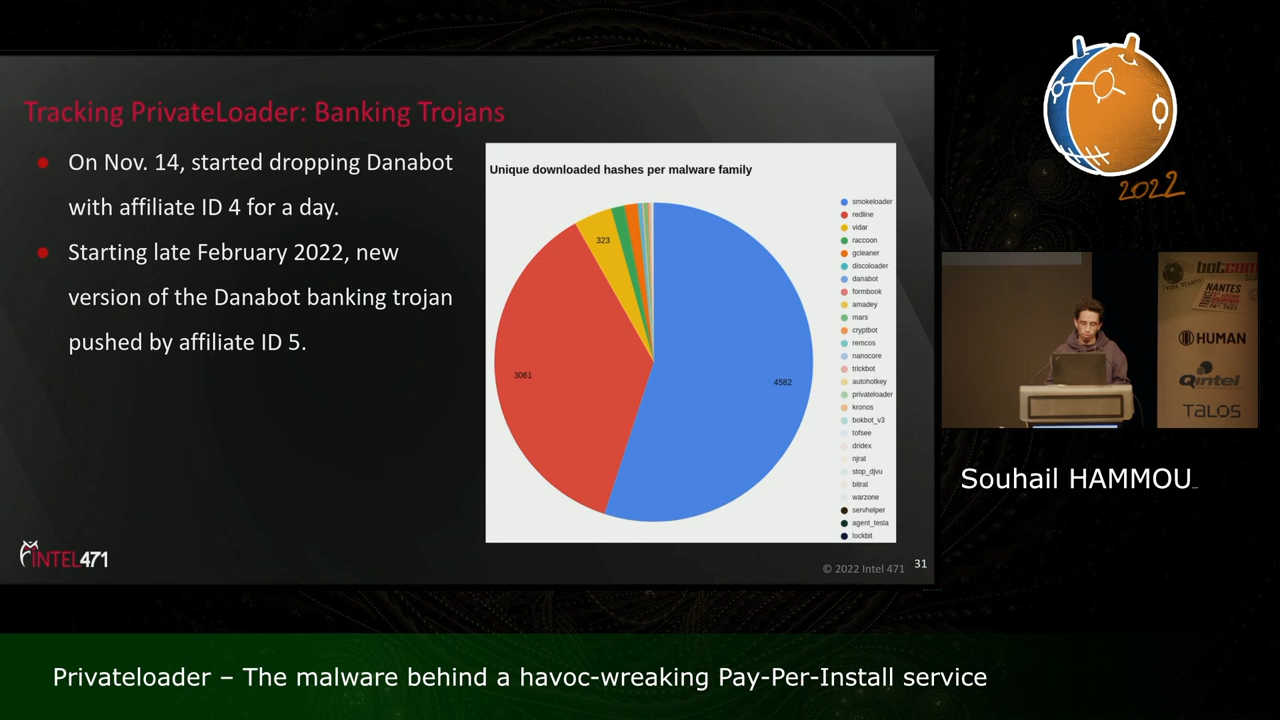 Tracking PrivateLoader: Banking Trojans
On Nov. 14, started dropping Danabot
with affiliate ID 4 for a day.
Starting late February 2022, new
version of the Danabot banking trojan
pushed by affiliate ID 5.
Unique downloaded hashes per malware family
323
3061
4582
smokeloader
redline
vidar
raccoon
gcleaner
discoloader
danabot
formbook
amadey
mars
cryptbot
remcos
nanocore
trickbot
autohotkey
privateloader
kronos
bokbot_v3
tofsee
dridex
njrat
stop_djvu
bitrat
warzone
servhelper
agent_tesla
lockbit
INTEL471
© 2022 Intel 471
31
2022
NANTES
HUMAN
Qintel
TALOS
Souhail HAMMOU_
Privateloader – The malware behind a havoc-wreaking Pay-Per-Install service